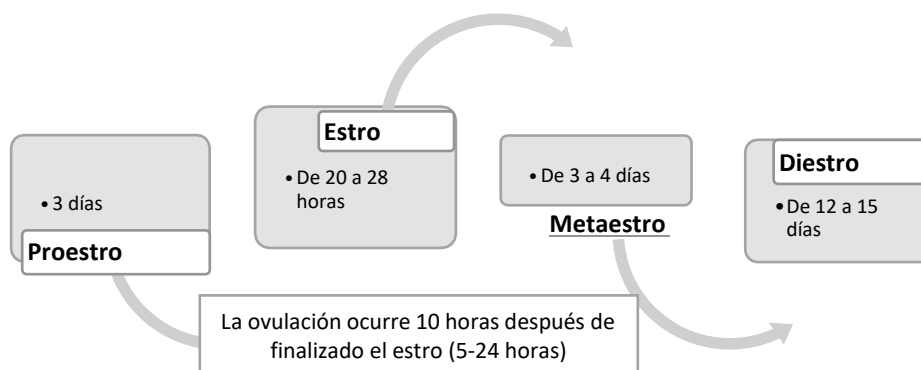 • 3 días
Proestro
Estro
• De 20 a 28
horas
• De 3 a 4 días
Metaestro
Diestro
• De 12 a 15
días
La ovulación ocurre 10 horas después de
finalizado el estro (5-24 horas)